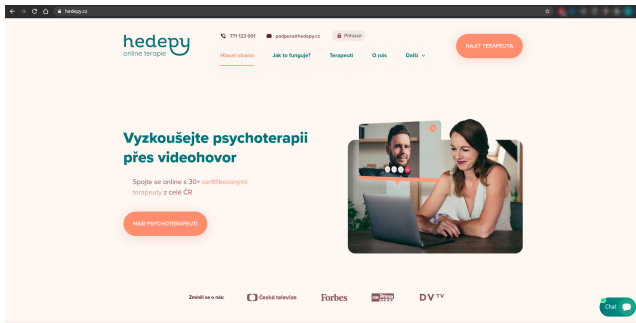 hedepy.cz
hedepy
online terapie
771 123 001
podpora@hedepy.cz
Přihlásit
Hlavní strana
Jak to funguje?
Terapeuti
O nás
Další
NAJÍT TERAPEUTA
Vyzkoušejte psychoterapii
přes videohovor
Spojte se online s 30+ certifikovanými
terapeuty z celé ČR
NAŠI PSYCHOTERAPEUTI
Zmínili se o nás:
Česká televize
Forbes
DVTV
Chat